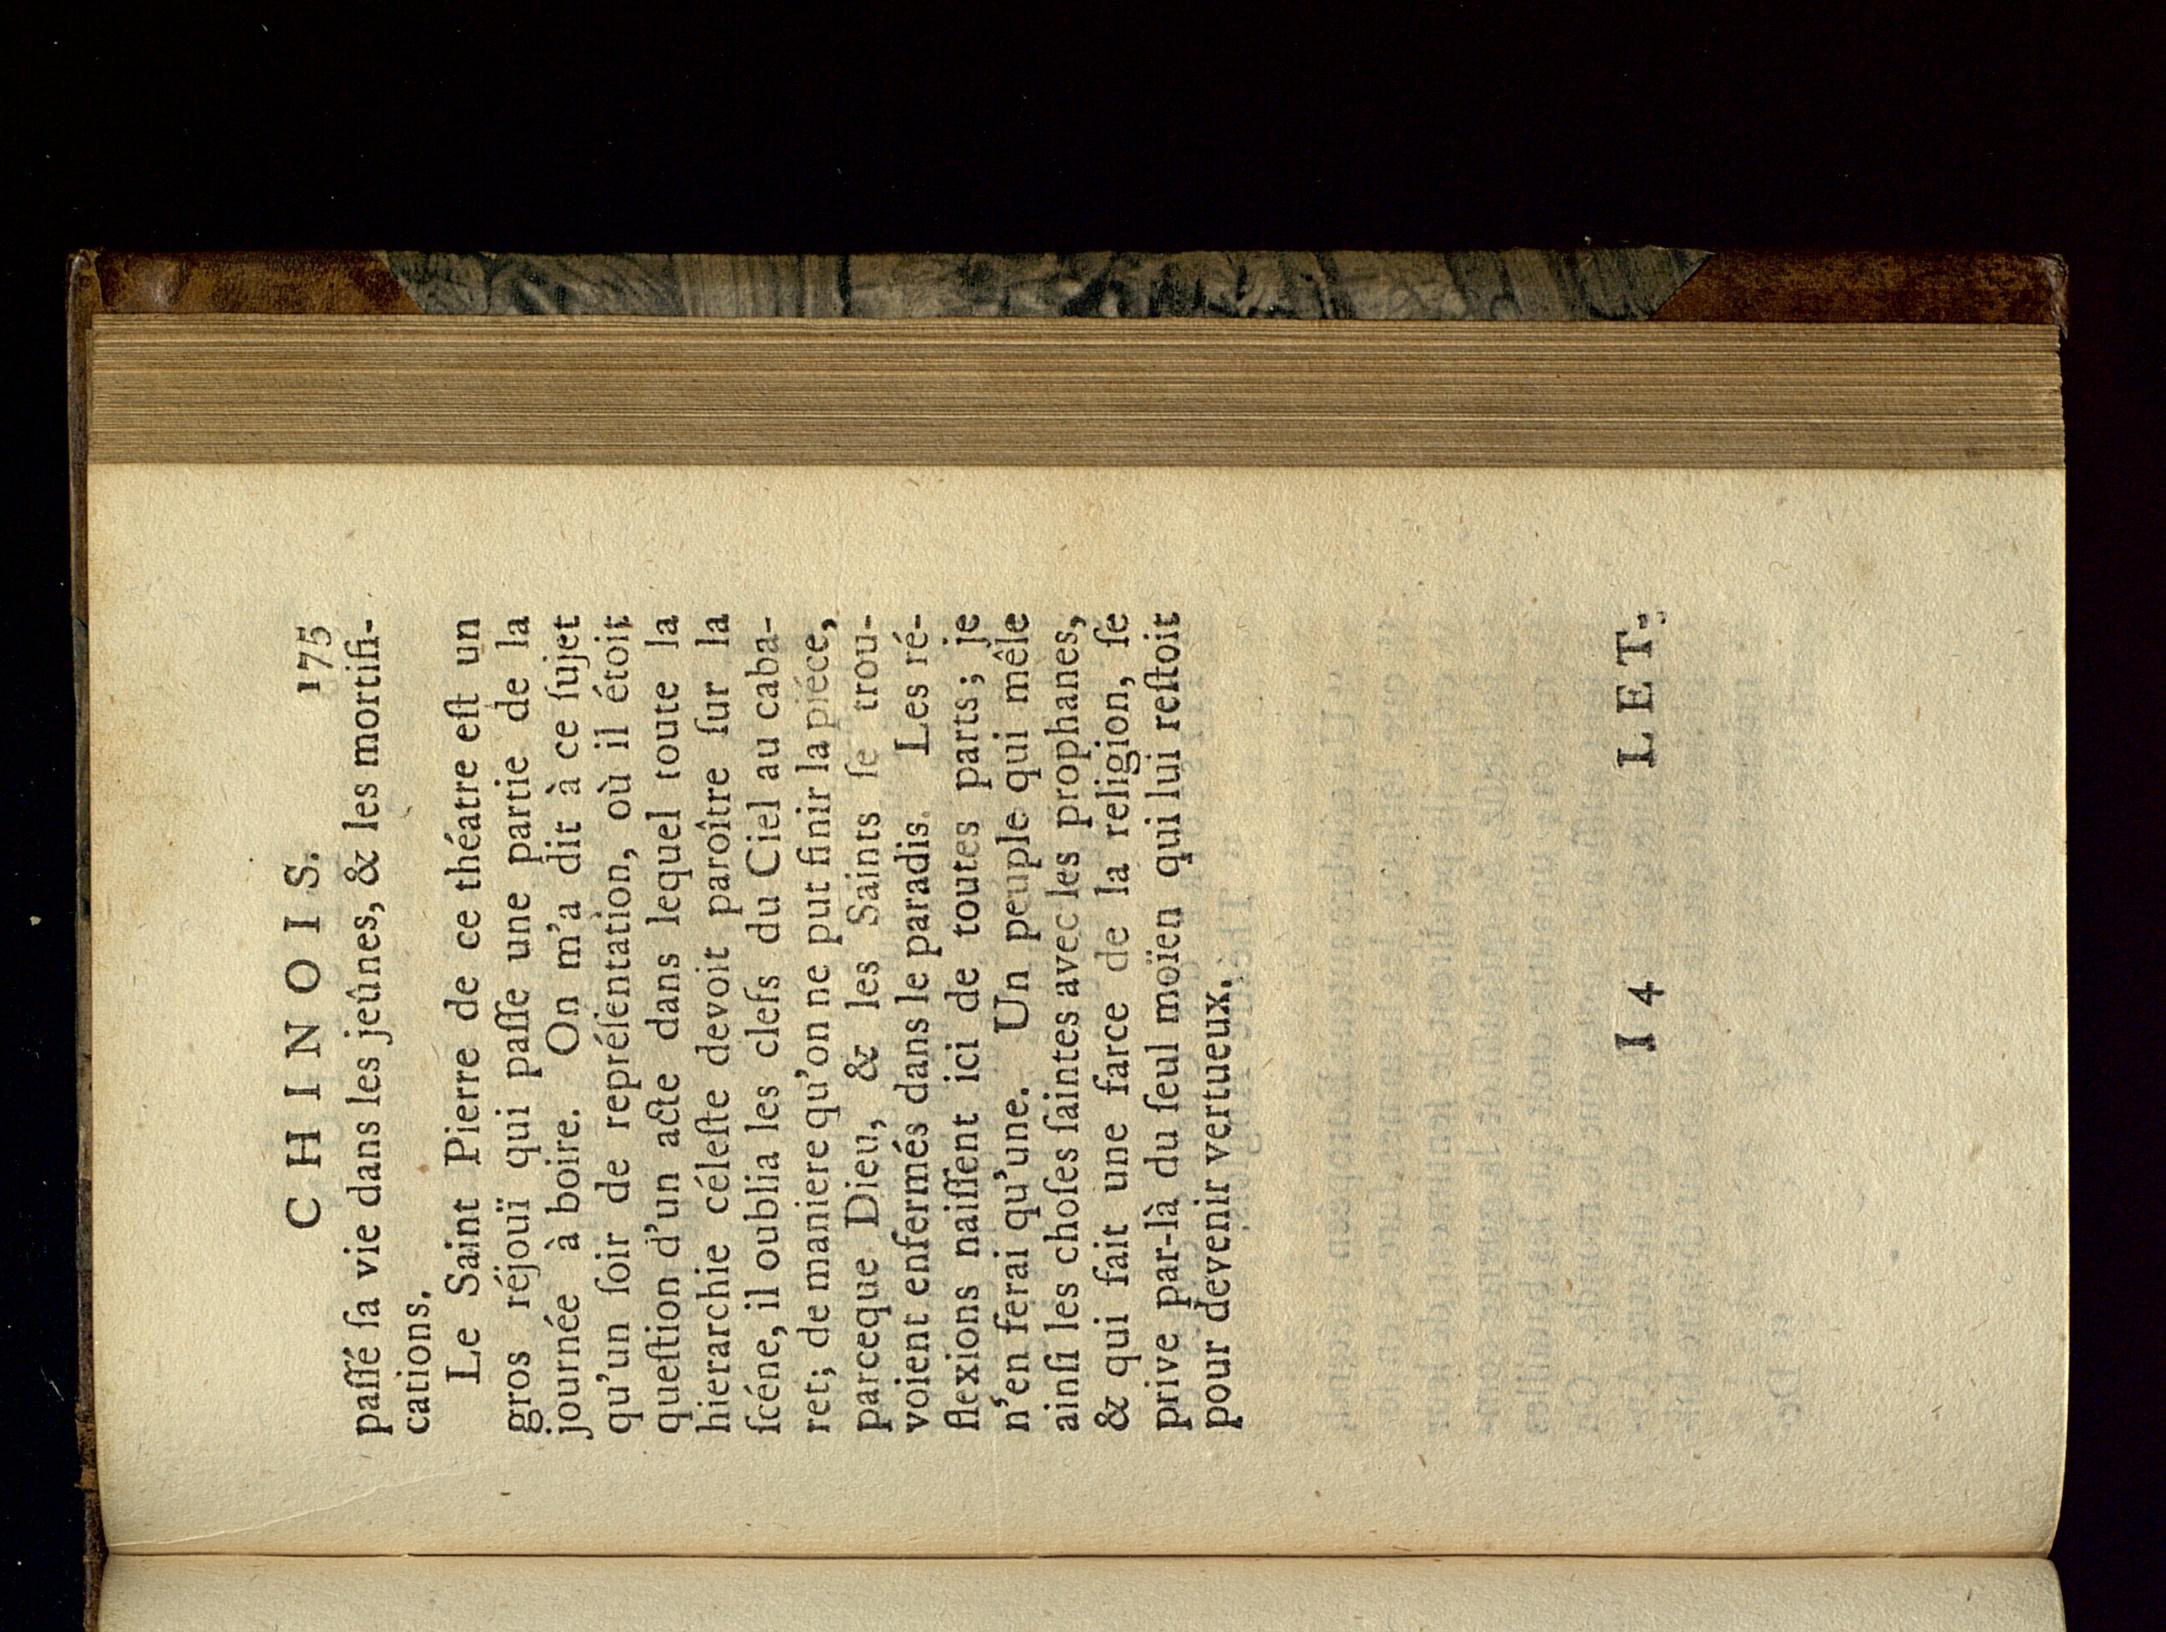 CHINOIS. 175
paſſé ſa vie dans les jeûnes, & les mortifi-
cations.
Le Saint Pierre de ce théatre eſt un
gros réjouï qui paſſe une partie de la
journée à boire. On m'a dit à ce ſujet
qu'un ſoir de repréſentation, où il étoit
queſtion d'un acte dans lequel toute la
hierarchie céleſte devoit paroître ſur la
ſcéne, il oublia les clefs du Ciel au caba-
ret; de maniere qu'on ne put finir la piéce,
parceque Dieu, & les Saints ſe trou-
voient enfermés dans le paradis. Les ré-
flexions naiſſent ici de toutes parts; je
n'en ferai qu'une. Un peuple qui mêle
ainſi les choſes ſaintes avec les prophanes,
& qui fait une farce de la religion, ſe
prive par-là du ſeul moïen qui lui reſtoit
pour devenir vertueux.
I 4 LET-